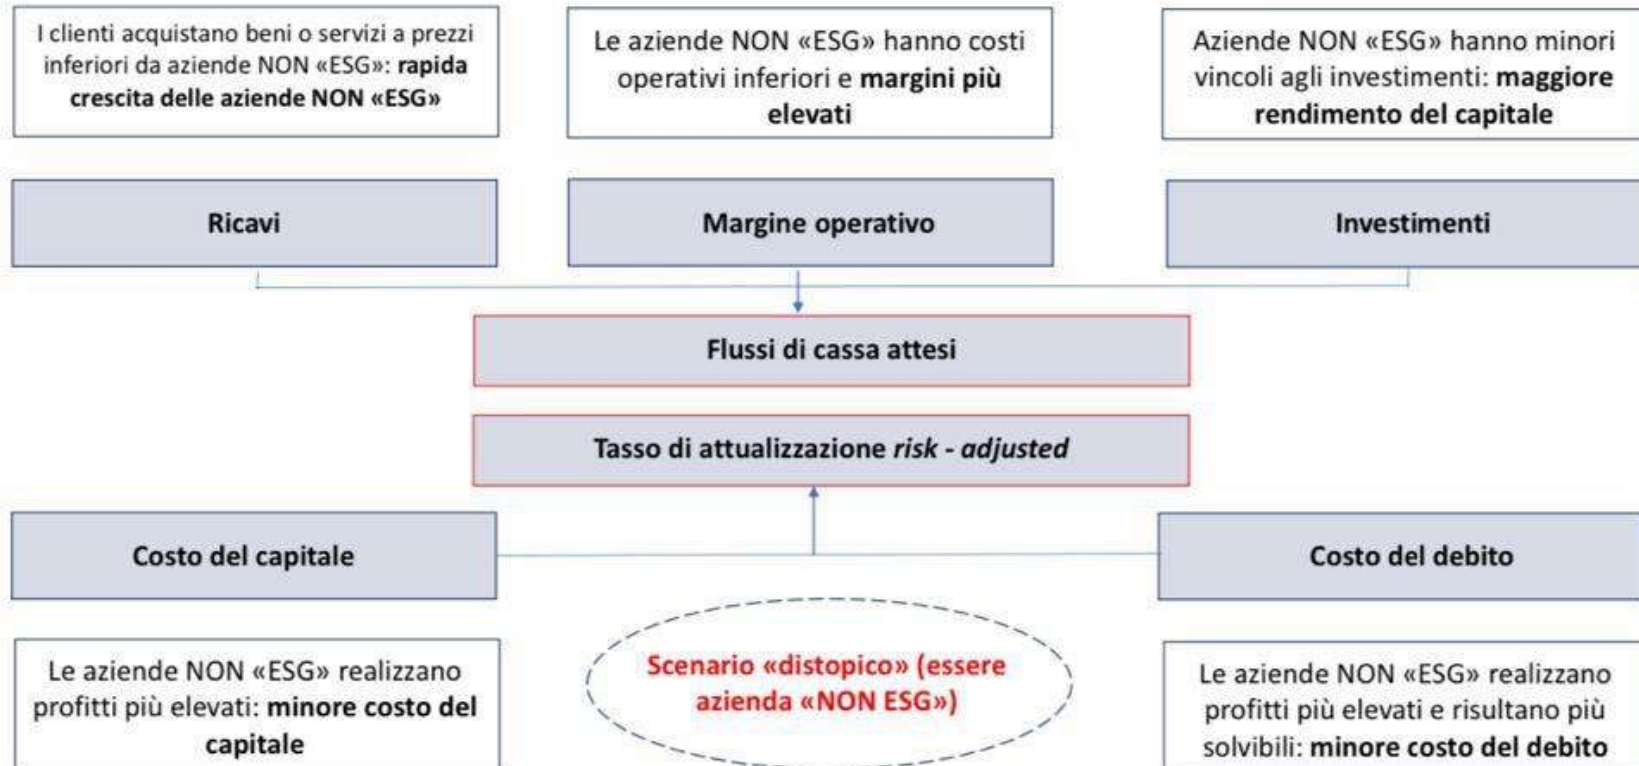 I clienti acquistano beni o servizi a prezzi
inferiori da aziende NON «ESG»: rapida
crescita delle aziende NON «ESG»
Le aziende NON «ESG» hanno costi
operativi inferiori e margini più
elevati
Aziende NON «ESG» hanno minori
vincoli agli investimenti: maggiore
rendimento del capitale
Ricavi
Margine operativo
Investimenti
Flussi di cassa attesi
Tasso di attualizzazione risk - adjusted
Costo del capitale
Costo del debito
Le aziende NON «ESG» realizzano
profitti più elevati: minore costo del
capitale
Scenario «distopico» (essere
azienda «NON ESG»)
Le aziende NON «ESG» realizzano
profitti più elevati e risultano più
solvibili: minore costo del debito